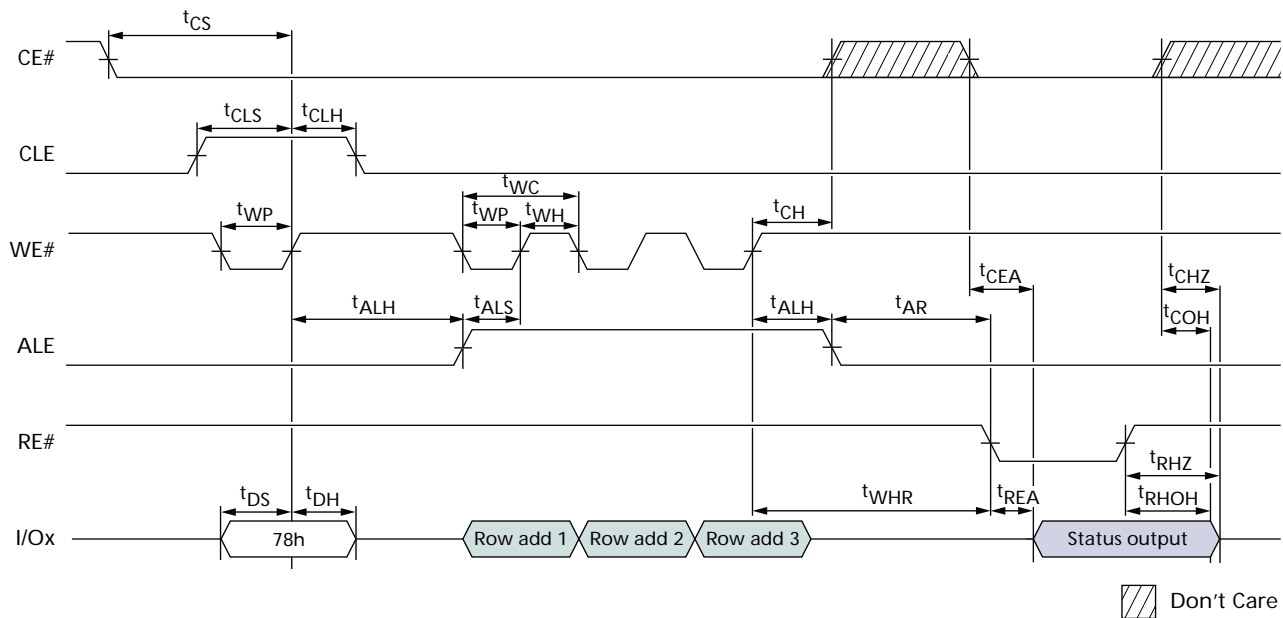 tCS
CE#
tCLS
tCLH
CLE
tWC
tWP
tWP
tWH
tCH
WE#
tCEA
tCHZ
tALH
tALS
tALH
tAR
tCOH
ALE
RE#
tRHZ
tWHR
tREA
tRHOH
tDS
tDH
I/Ox
78h
Row add 1
Row add 2
Row add 3
Status output
Don't Care